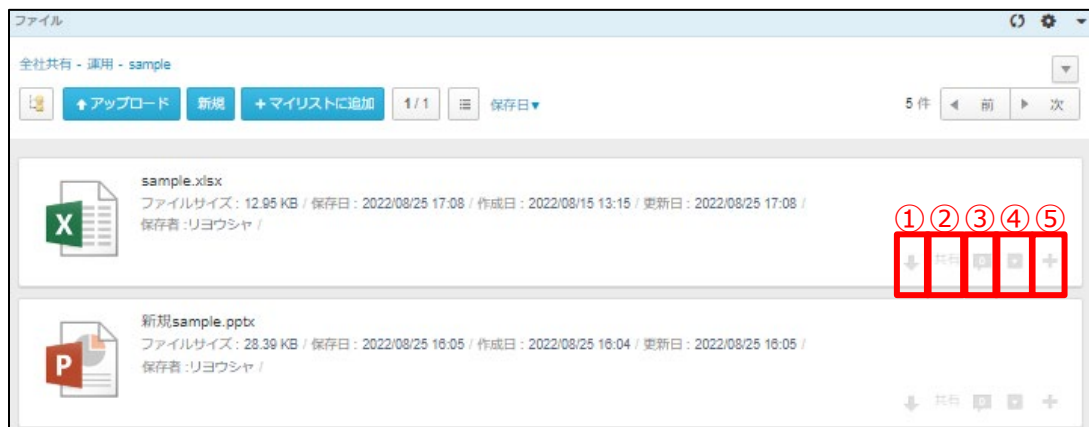 ファイル
全社共有 - 運用 - sample
アップロード 新規 +マイリストに追加 1 / 1 保存日▼ 5 件 前 次
sample.xlsx
ファイルサイズ : 12.95 KB / 保存日 : 2022/08/25 17:08 / 作成日 : 2022/08/15 13:15 / 更新日 : 2022/08/25 17:08 /
保存者 :リヨウシャ /
① ② ③ ④ ⑤
共有 0
新規sample.pptx
ファイルサイズ : 28.39 KB / 保存日 : 2022/08/25 16:05 / 作成日 : 2022/08/25 16:04 / 更新日 : 2022/08/25 16:05 /
保存者 :リヨウシャ /
共有 0